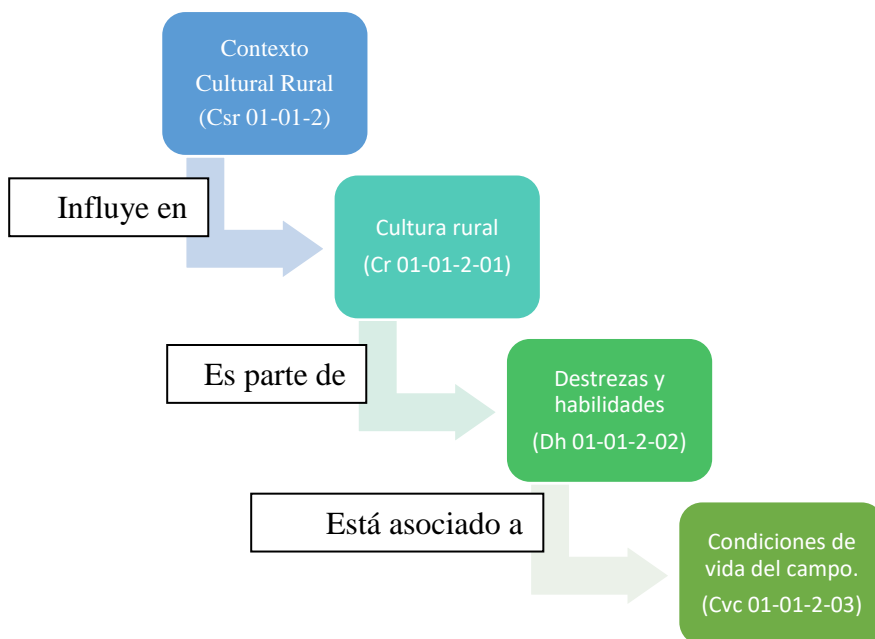 Contexto
Cultural Rural
(Csr 01-01-2)
Influye en
Cultura rural
(Cr 01-01-2-01)
Es parte de
Destrezas y
habilidades
(Dh 01-01-2-02)
Está asociado a
Condiciones de
vida del campo.
(Cvc 01-01-2-03)